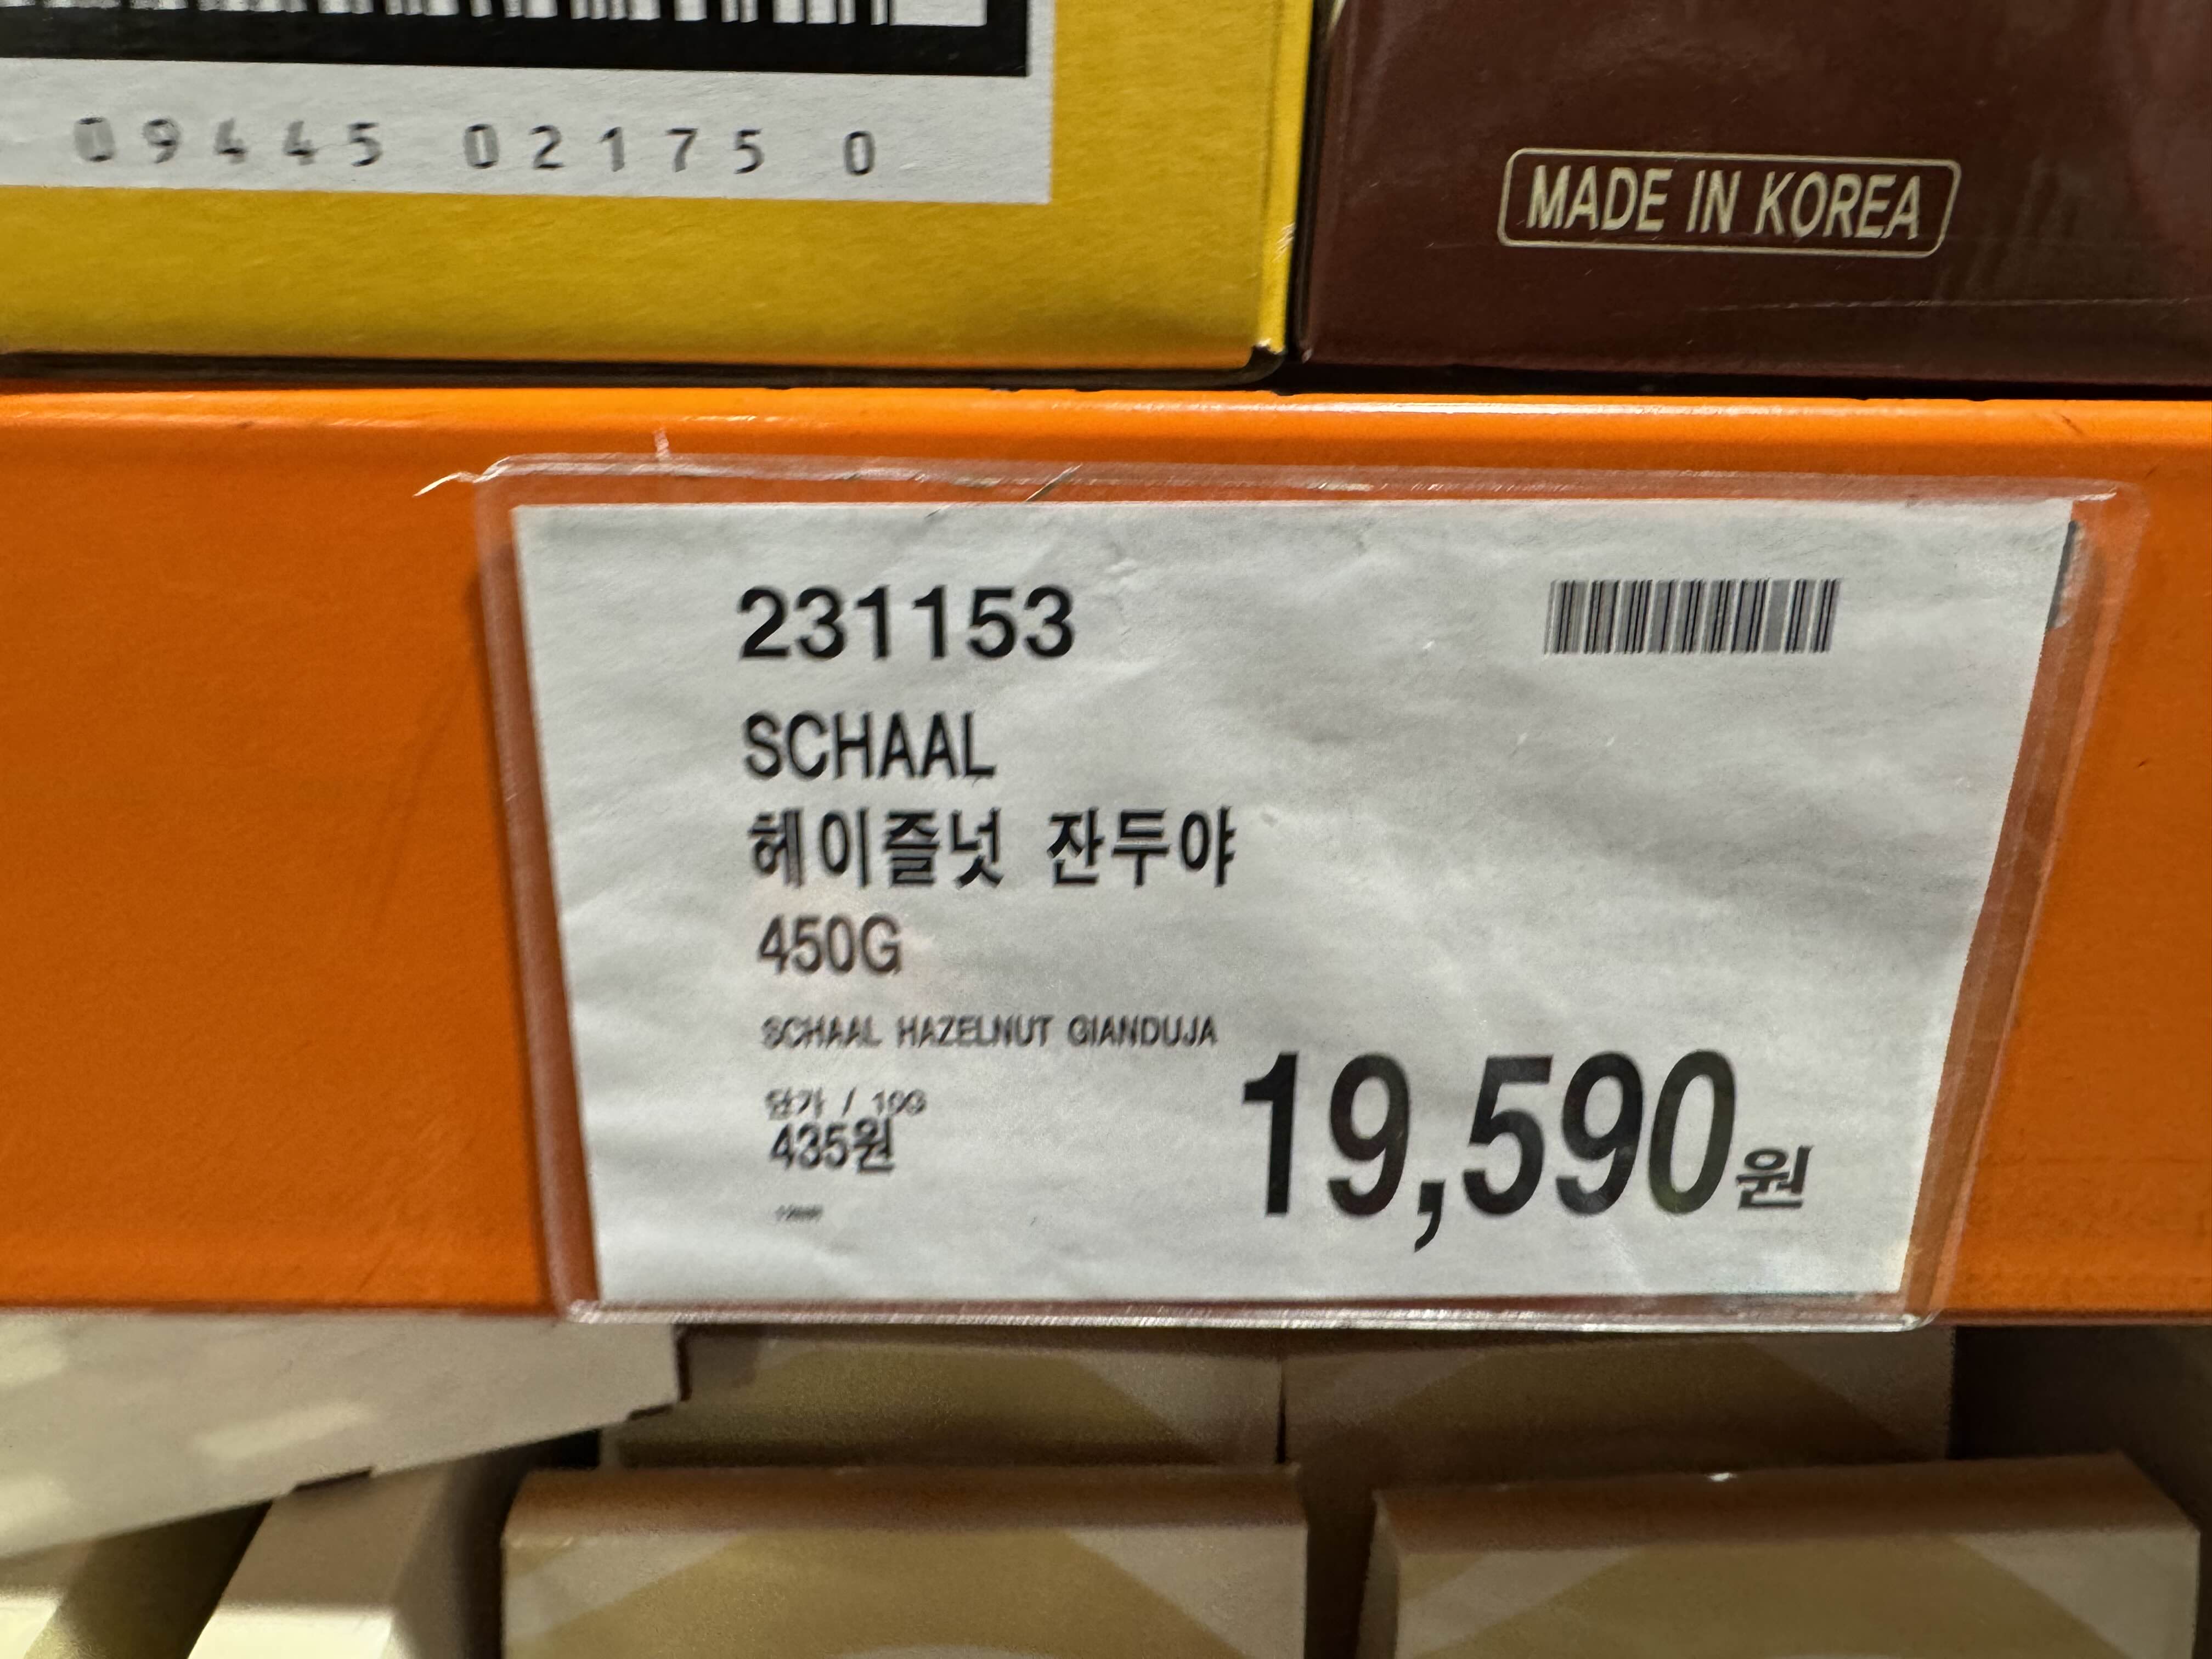 09445 02175 0
MADE IN KOREA
231153
SCHAAL
헤이즐넛 잔두야
450G
SCHAAL HAZELNUT GIANDUJA
단가 / 10G
435원
19,590원